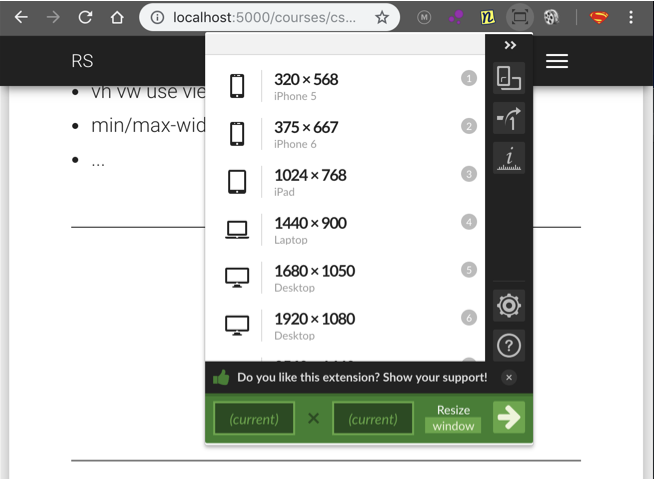 localhost:5000/courses/cs...
M
RS
• vh vw use vie
• min/max-wid
• ...
320 × 568
iPhone 5
1
375 × 667
iPhone 6
2
1024 × 768
iPad
3
1440 × 900
Laptop
4
1680 × 1050
Desktop
5
1920 × 1080
Desktop
6
Do you like this extension? Show your support!
(current) × (current)
Resize
window